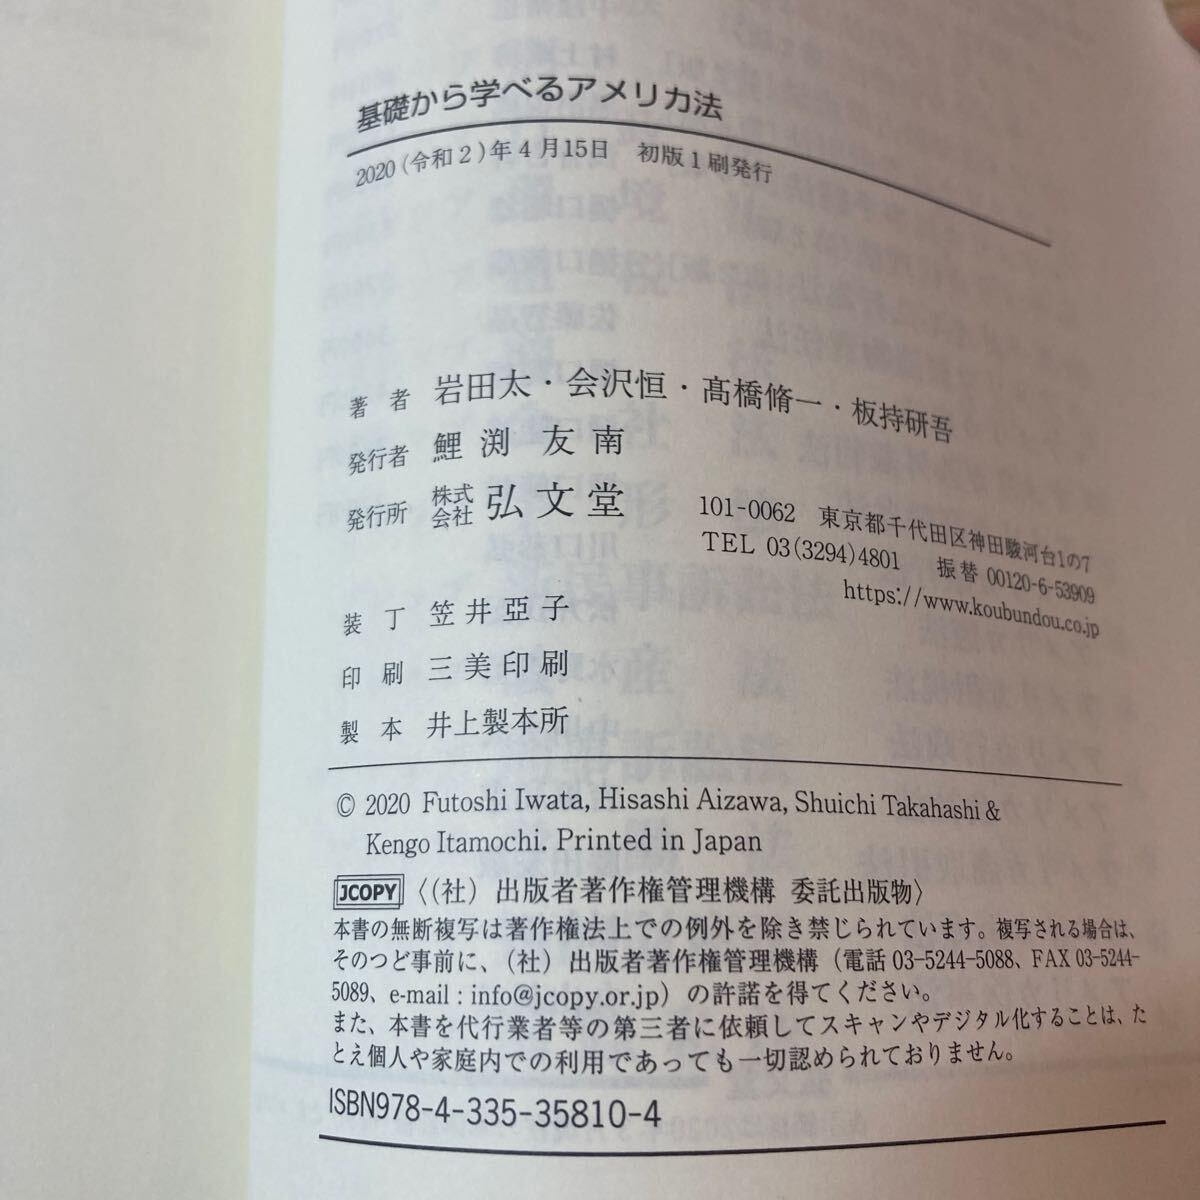 基礎から学べるアメリカ法
2020(令和2)年4月15日　初版1刷発行
著者　岩田太・会沢恒・髙橋脩一・板持研吾
発行者　鯉渕　友南
発行所　株式会社　弘文堂　101-0062　東京都千代田区神田駿河台1の7
TEL 03(3294)4801　振替 00120-6-53909
https://www.koubundou.co.jp
装丁　笠井亞子
印刷　三美印刷
製本　井上製本所
© 2020 Futoshi Iwata, Hisashi Aizawa, Shuichi Takahashi &
Kengo Itamochi. Printed in Japan
JCOPY〈(社) 出版者著作権管理機構 委託出版物〉
本書の無断複写は著作権法上での例外を除き禁じられています。複写される場合は、
そのつど事前に、(社) 出版者著作権管理機構 (電話 03-5244-5088、FAX 03-5244-
5089、e-mail : info@jcopy.or.jp) の許諾を得てください。
また、本書を代行業者等の第三者に依頼してスキャンやデジタル化することは、た
とえ個人や家庭内での利用であっても一切認められておりません。
ISBN978-4-335-35810-4